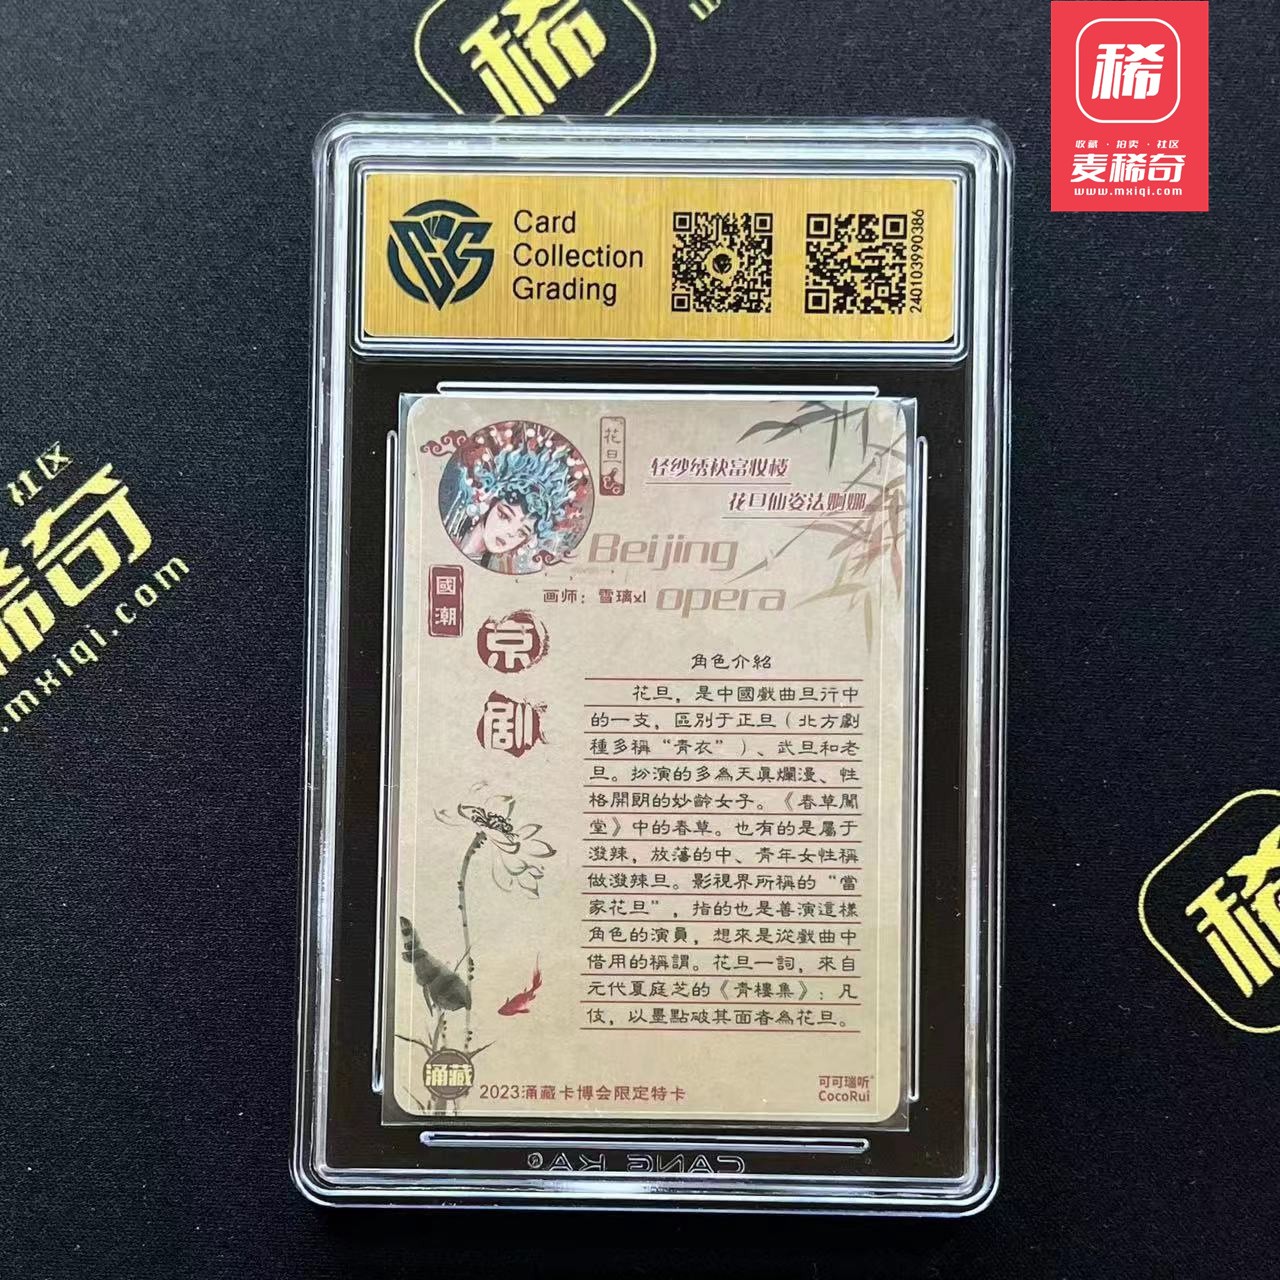 稀
稀
收藏·拍卖·社区
麦稀奇
www.mxiqi.com
Card
Collection
Grading
240103990386
花旦
轻纱绣袂富妆楼
花旦仙姿法婀娜
Beijing
opera
画师：雪璃xl
國潮
京
剧
角色介紹
花旦，是中國戲曲旦行中
的一支，區別于正旦（北方劇
種多稱“青衣”）、武旦和老
旦。扮演的多為天真爛漫、性
格開朗的妙齡女子。《春草闖
堂》中的春草。也有的是屬于
潑辣，放蕩的中、青年女性稱
做潑辣旦。影視界所稱的“當
家花旦”，指的也是善演這樣
角色的演員，想來是從戲曲中
借用的稱謂。花旦一詞，來自
元代夏庭芝的《青樓集》：凡
伎，以墨點破其面者為花旦。
涌藏
2023涌藏卡博会限定特卡
可可瑞听
CocoRui
CANG KA
社区
稀奇
.mxiqi.com
稀